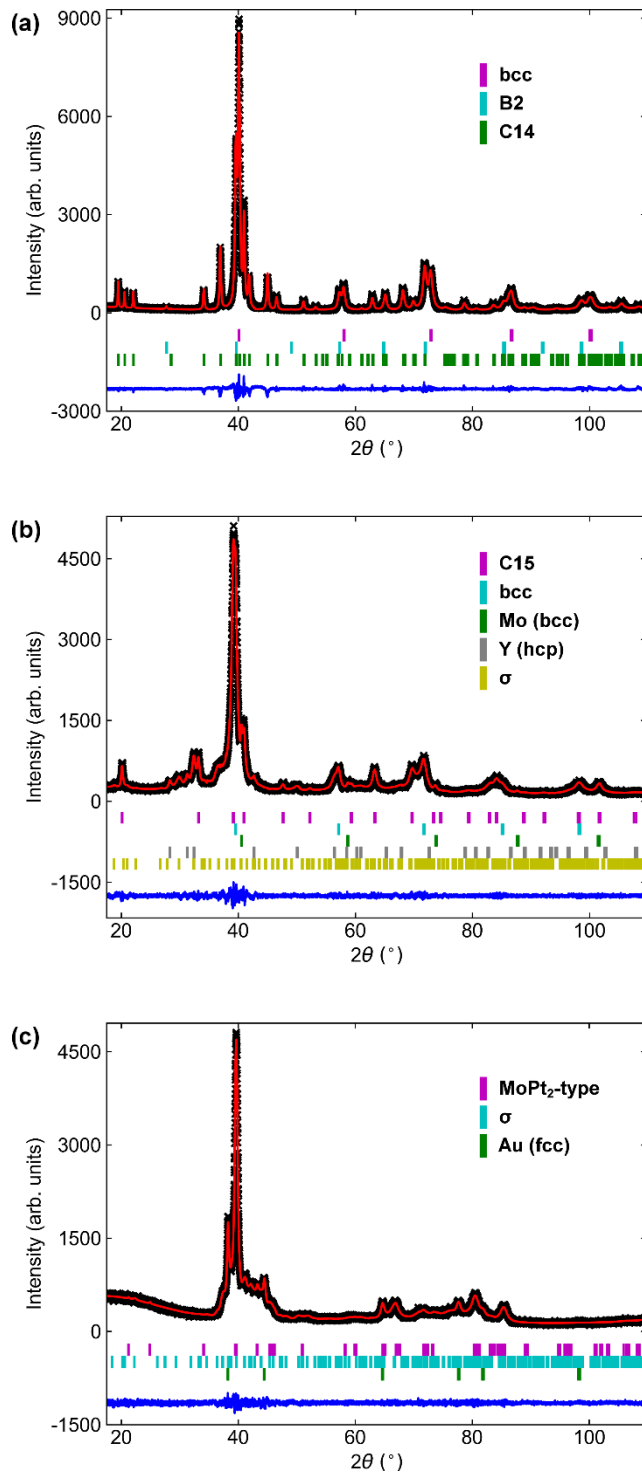 (a)
9000
6000
3000
0
-3000
Intensity (arb. units)
bcc
B2
C14
20 40 60 80 100
2θ (°)
(b)
4500
3000
1500
0
-1500
Intensity (arb. units)
C15
bcc
Mo (bcc)
Y (hcp)
σ
20 40 60 80 100
2θ (°)
(c)
4500
3000
1500
0
-1500
Intensity (arb. units)
MoPt₂-type
σ
Au (fcc)
20 40 60 80 100
2θ (°)